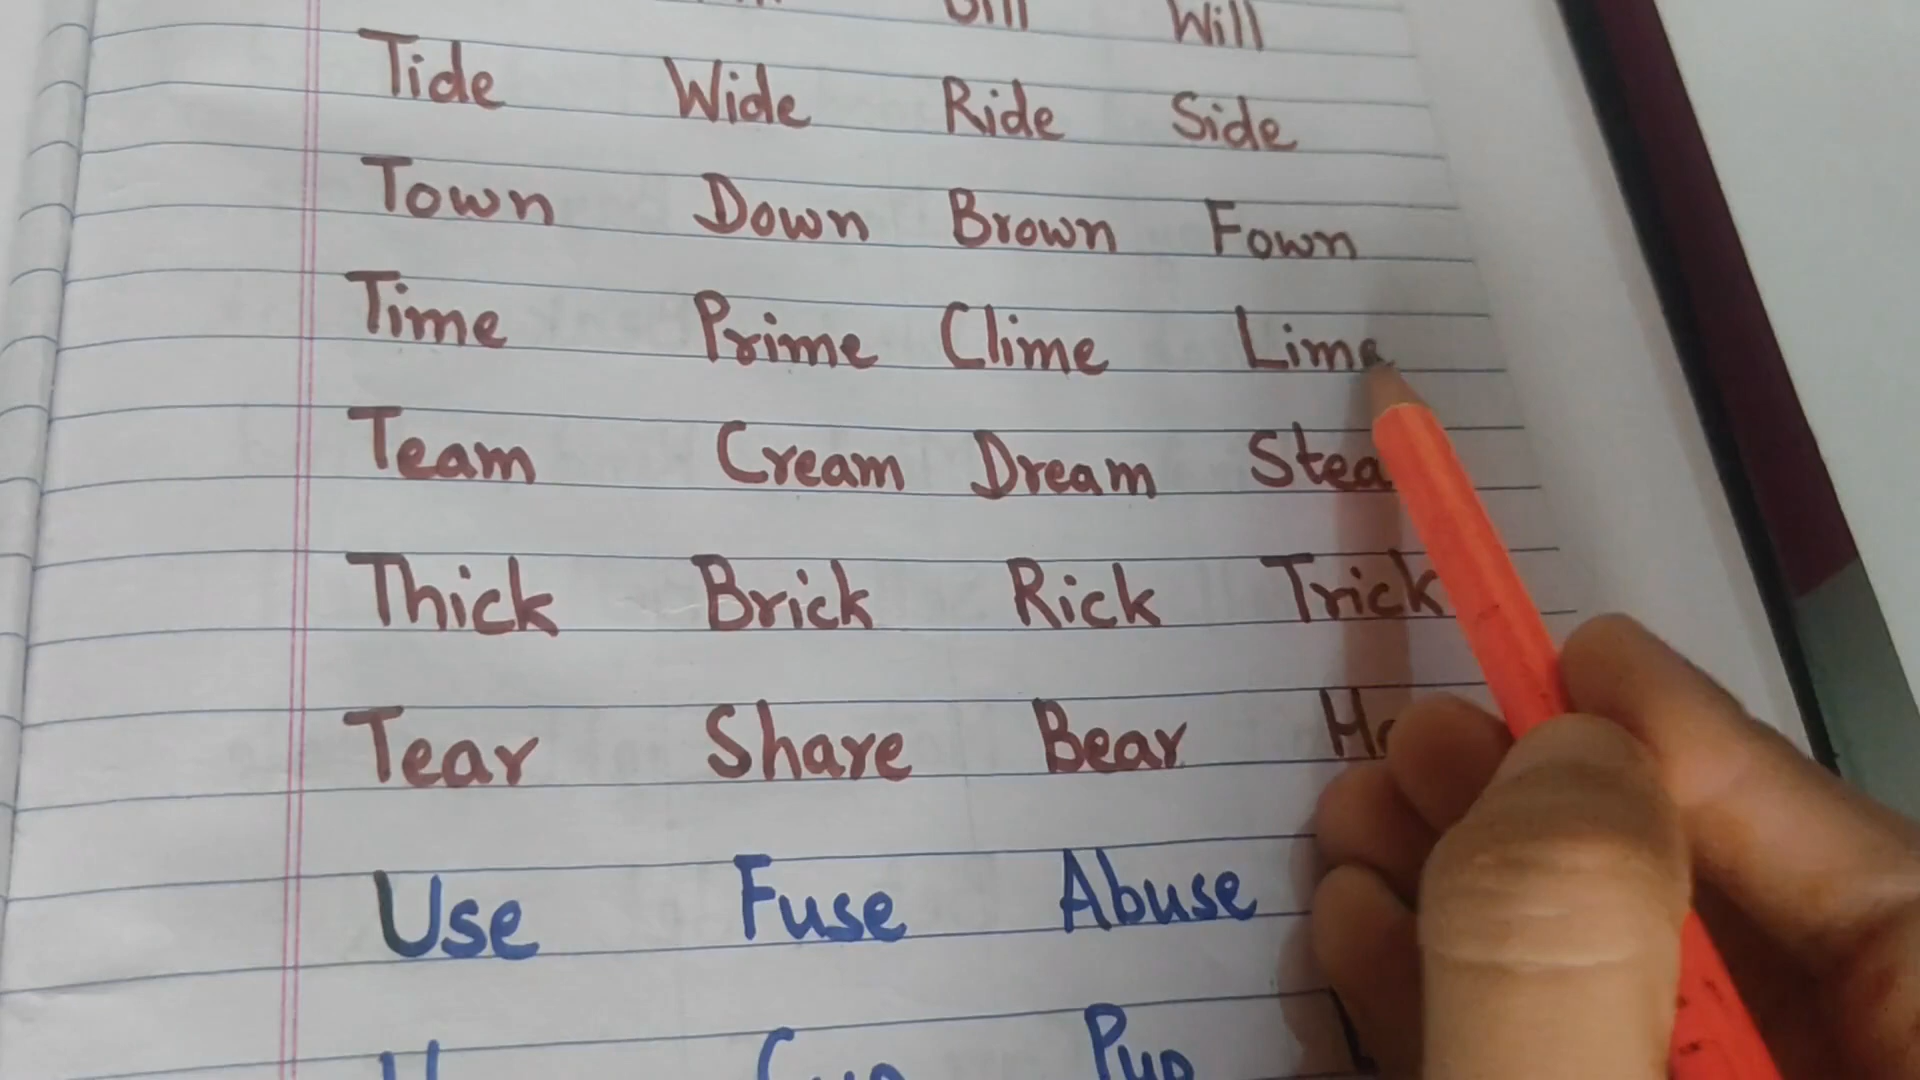 Will
Tide Wide Ride Side
Town Down Brown Fown
Time Prime Clime Lime
Team Cream Dream
Thick Brick Rick Trick
Tear Share Bear
Use Fuse Abuse